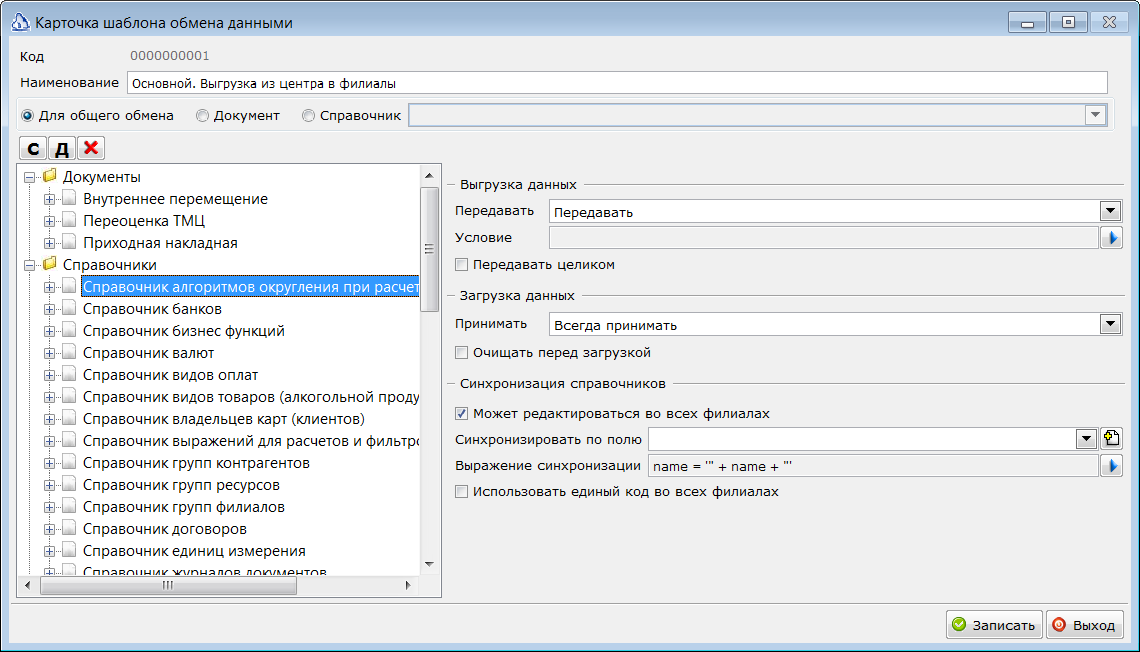 Карточка шаблона обмена данными
Код 0000000001
Наименование Основной. Выгрузка из центра в филиалы
Для общего обмена Документ Справочник
С Д
Документы
Внутреннее перемещение
Переоценка ТМЦ
Приходная накладная
Справочники
Справочник алгоритмов округления при расчет
Справочник банков
Справочник бизнес функций
Справочник валют
Справочник видов оплат
Справочник видов товаров (алкогольной проду
Справочник владельцев карт (клиентов)
Справочник выражений для расчетов и фильтро
Справочник групп контрагентов
Справочник групп ресурсов
Справочник групп филиалов
Справочник договоров
Справочник единиц измерения
Справочник журналов документов
Выгрузка данных
Передавать Передавать
Условие
Передавать целиком
Загрузка данных
Принимать Всегда принимать
Очищать перед загрузкой
Синхронизация справочников
Может редактироваться во всех филиалах
Синхронизировать по полю
Выражение синхронизации name = '" + name + "'
Использовать единый код во всех филиалах
Записать Выход